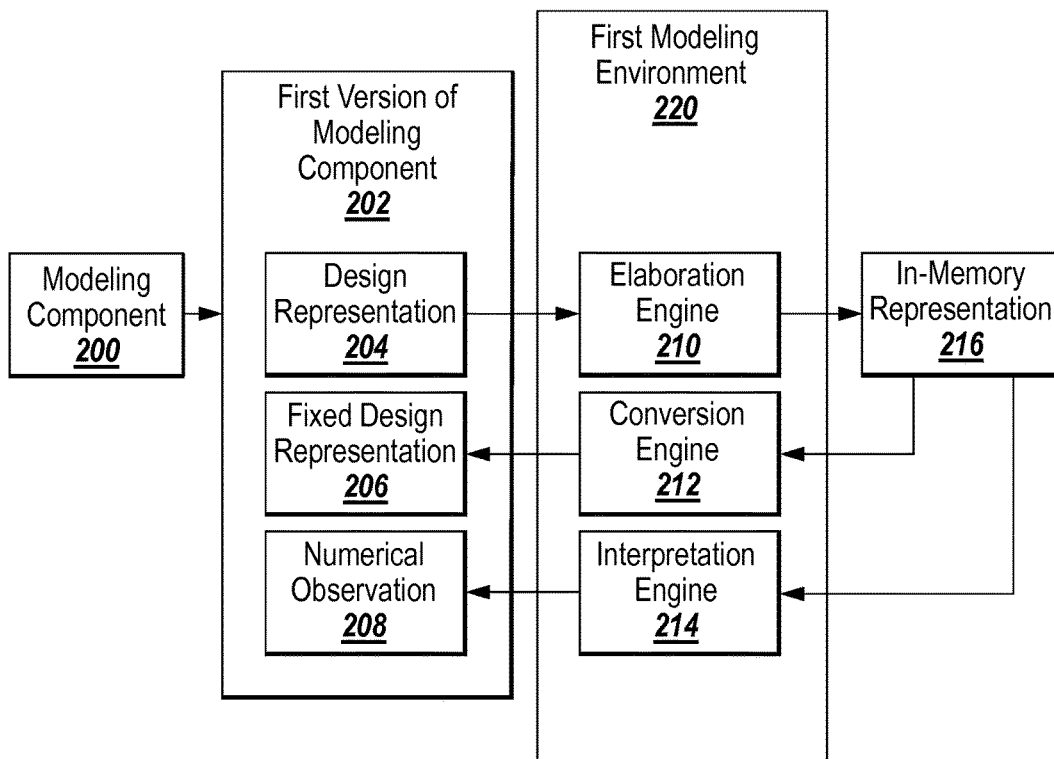 First Modeling
Environment
220
First Version of
Modeling
Component
202
Modeling
Component
200
Design
Representation
204
Elaboration
Engine
210
In-Memory
Representation
216
Fixed Design
Representation
206
Conversion
Engine
212
Numerical
Observation
208
Interpretation
Engine
214